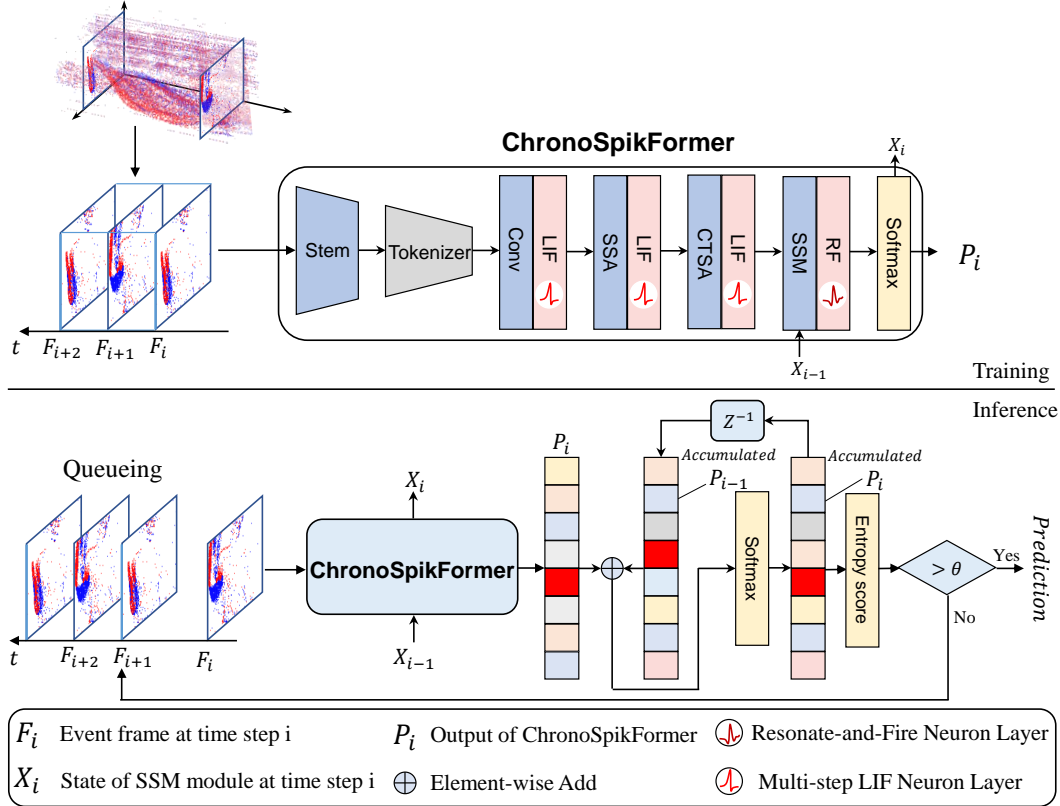 ChronoSpikFormer
X_i
Stem
Tokenizer
Conv
LIF
SSA
LIF
CTSA
LIF
SSM
RF
Softmax
P_i
t F_{i+2} F_{i+1} F_i
X_{i-1}
Training
Inference
Z^{-1}
Queueing
P_i
Accumulated
P_{i-1}
Accumulated
P_i
X_i
ChronoSpikFormer
Softmax
Entropy score
> θ
Yes
Prediction
No
X_{i-1}
t F_{i+2} F_{i+1} F_i
F_i Event frame at time step i
P_i Output of ChronoSpikFormer
Resonate-and-Fire Neuron Layer
X_i State of SSM module at time step i
⊕ Element-wise Add
Multi-step LIF Neuron Layer